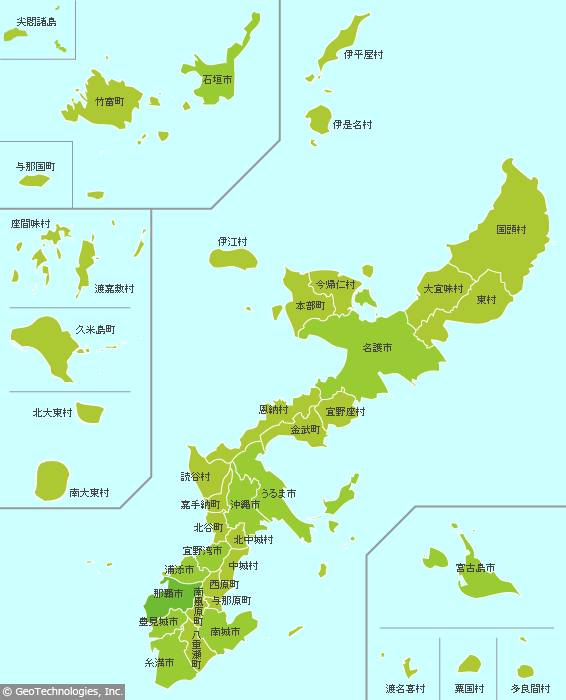 尖閣諸島
石垣市
竹富町
与那国町
伊平屋村
伊是名村
座間味村
渡嘉敷村
久米島町
北大東村
南大東村
伊江村
国頭村
大宜味村
東村
今帰仁村
本部町
名護市
恩納村
宜野座村
金武町
読谷村
うるま市
嘉手納町
沖縄市
北谷町
北中城村
宜野湾市
中城村
浦添市
西原町
那覇市
南風原町
与那原町
豊見城市
八重瀬町
南城市
糸満市
宮古島市
渡名喜村
粟国村
多良間村
© GeoTechnologies, Inc.